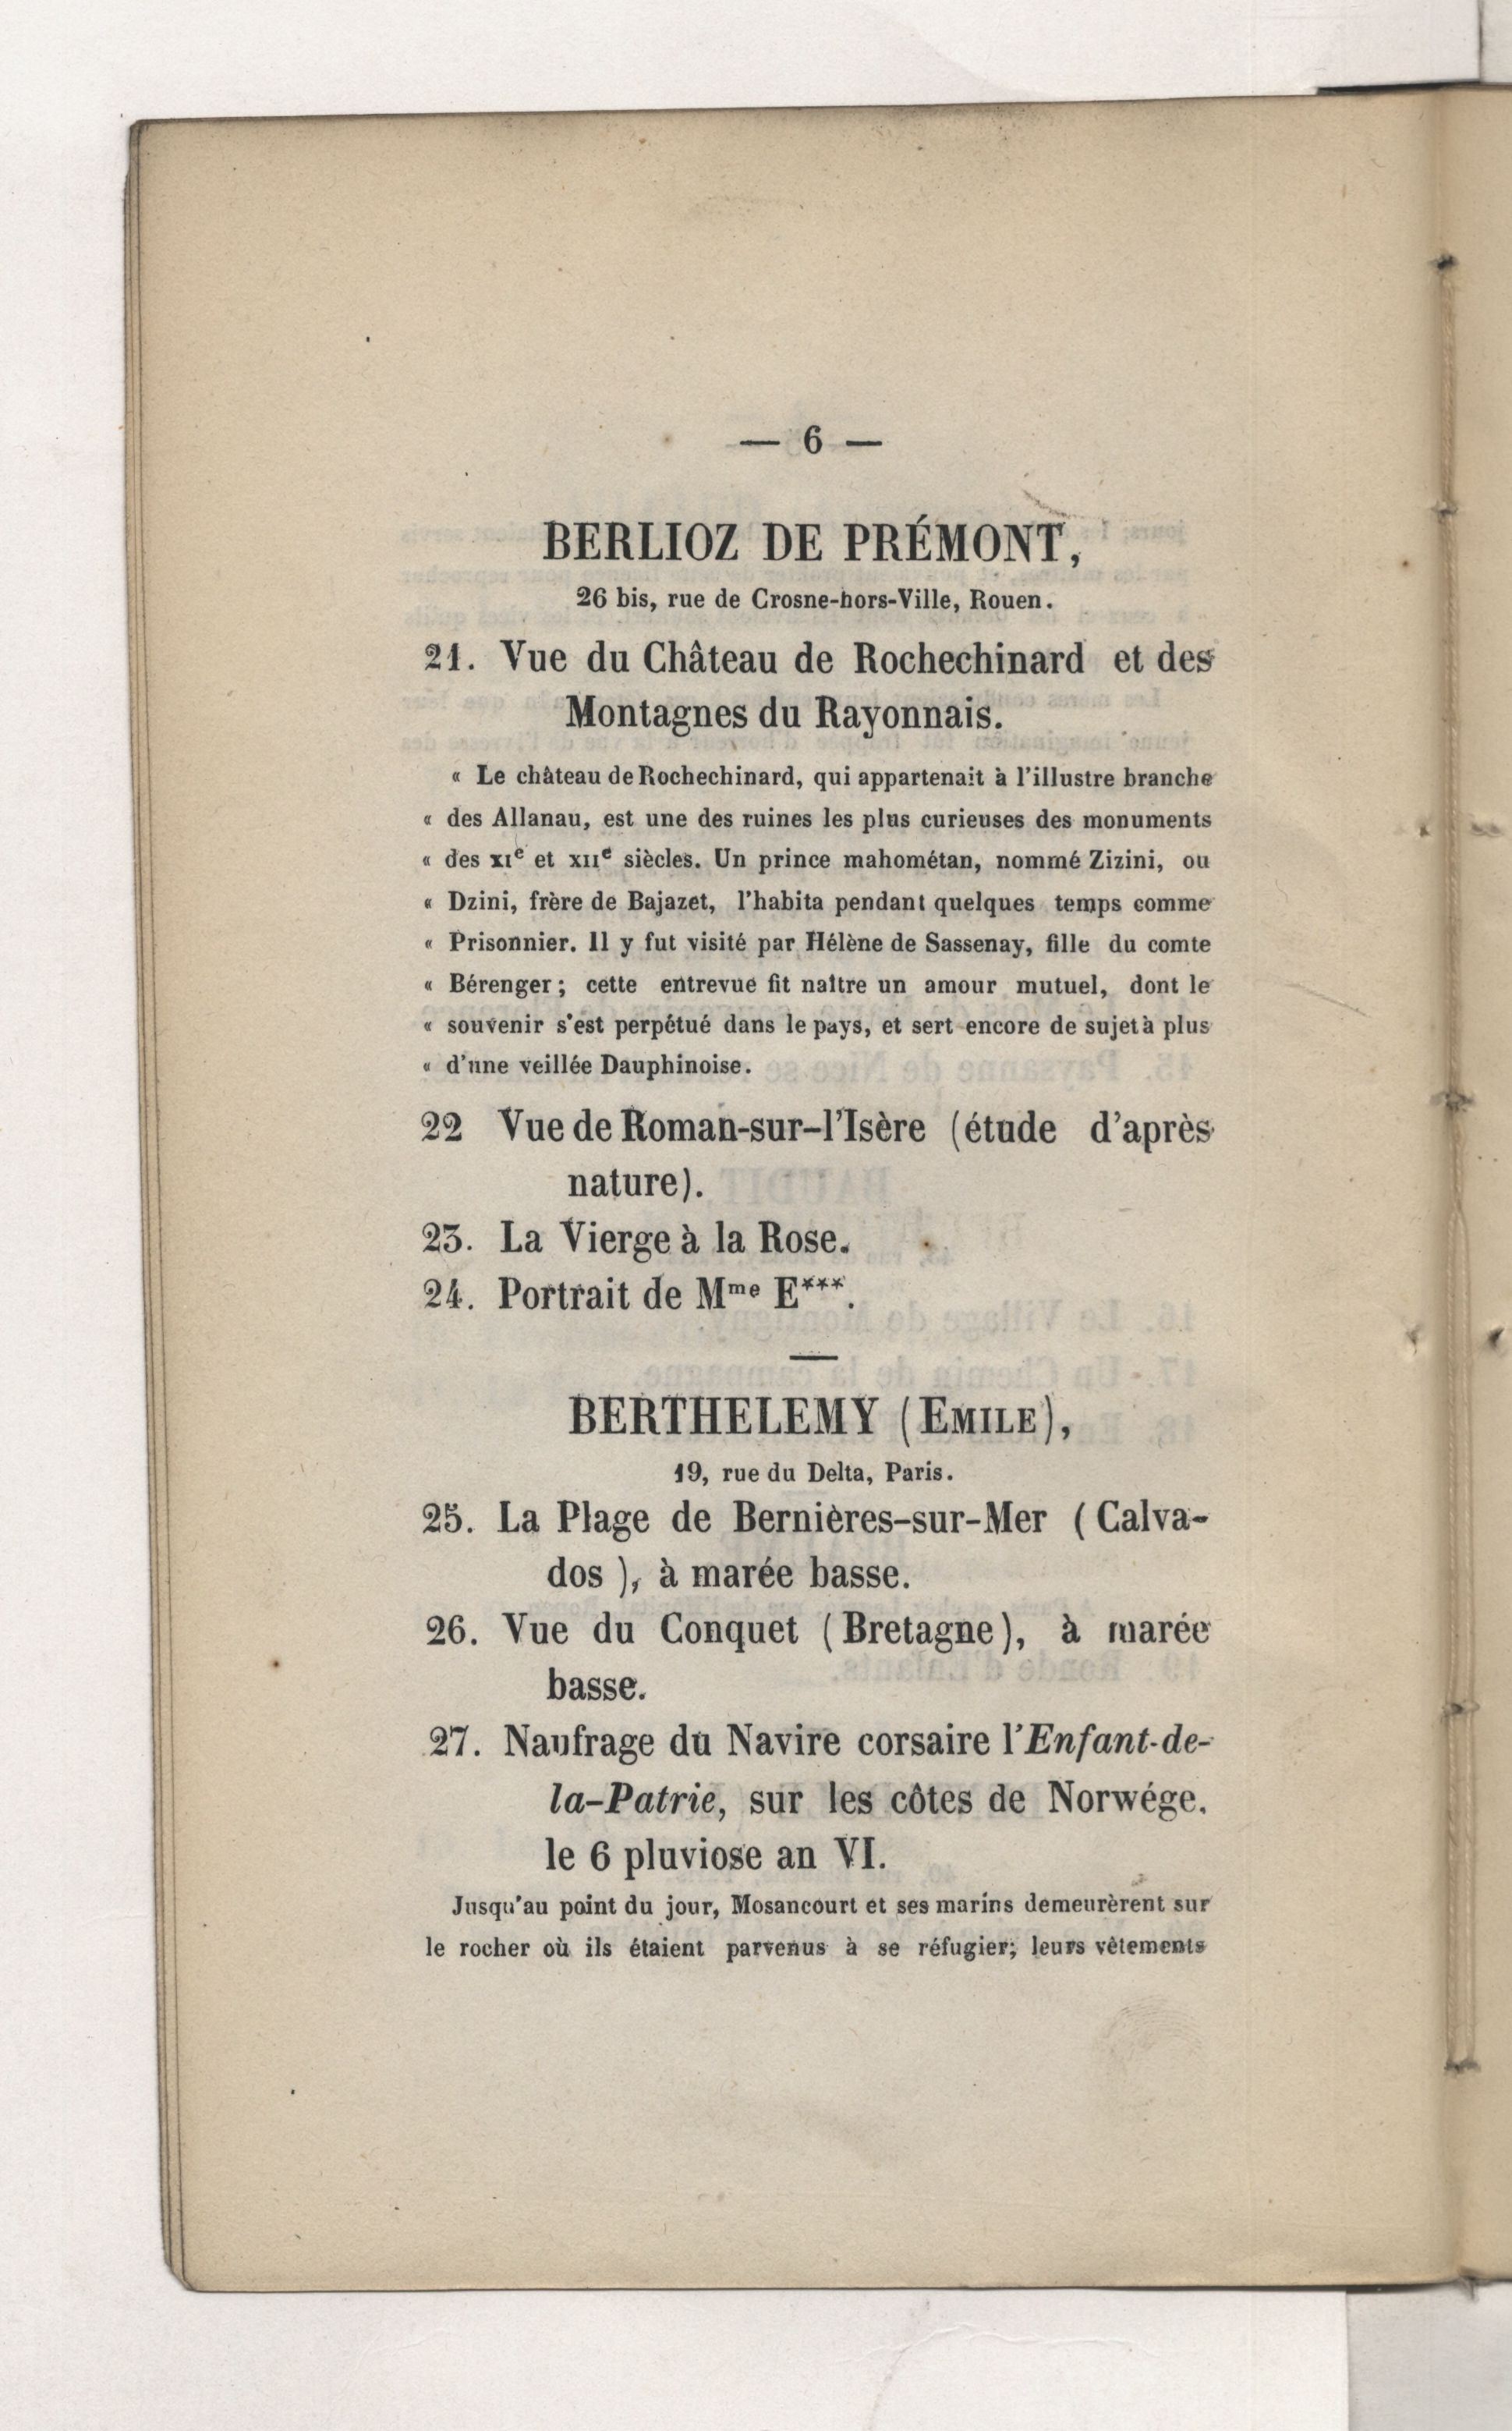 — 6 —
BERLIOZ DE PRÉMONT,
26 bis, rue de Crosne-hors-Ville, Rouen.
21. Vue du Château de Rochechinard et des
Montagnes du Rayonnais.
« Le château de Rochechinard, qui appartenait à l'illustre branche
« des Allanau, est une des ruines les plus curieuses des monuments
« des XIe et XIIe siècles. Un prince mahométan, nommé Zizini, ou
« Dzini, frère de Bajazet, l'habita pendant quelques temps comme
« Prisonnier. Il y fut visité par Hélène de Sassenay, fille du comte
« Bérenger ; cette entrevue fit naître un amour mutuel, dont le
« souvenir s'est perpétué dans le pays, et sert encore de sujet à plus
« d'une veillée Dauphinoise.
22 Vue de Roman-sur-l'Isère (étude d'après
nature).
23. La Vierge à la Rose.
24. Portrait de Mme E***.
BERTHELEMY (EMILE),
19, rue du Delta, Paris.
25. La Plage de Bernières-sur-Mer ( Calva-
dos ), à marée basse.
26. Vue du Conquet ( Bretagne ), à marée
basse.
27. Naufrage du Navire corsaire l'Enfant-de-
la-Patrie, sur les côtes de Norwége,
le 6 pluviose an VI.
Jusqu'au point du jour, Mosancourt et ses marins demeurèrent sur
le rocher où ils étaient parvenus à se réfugier; leurs vêtements